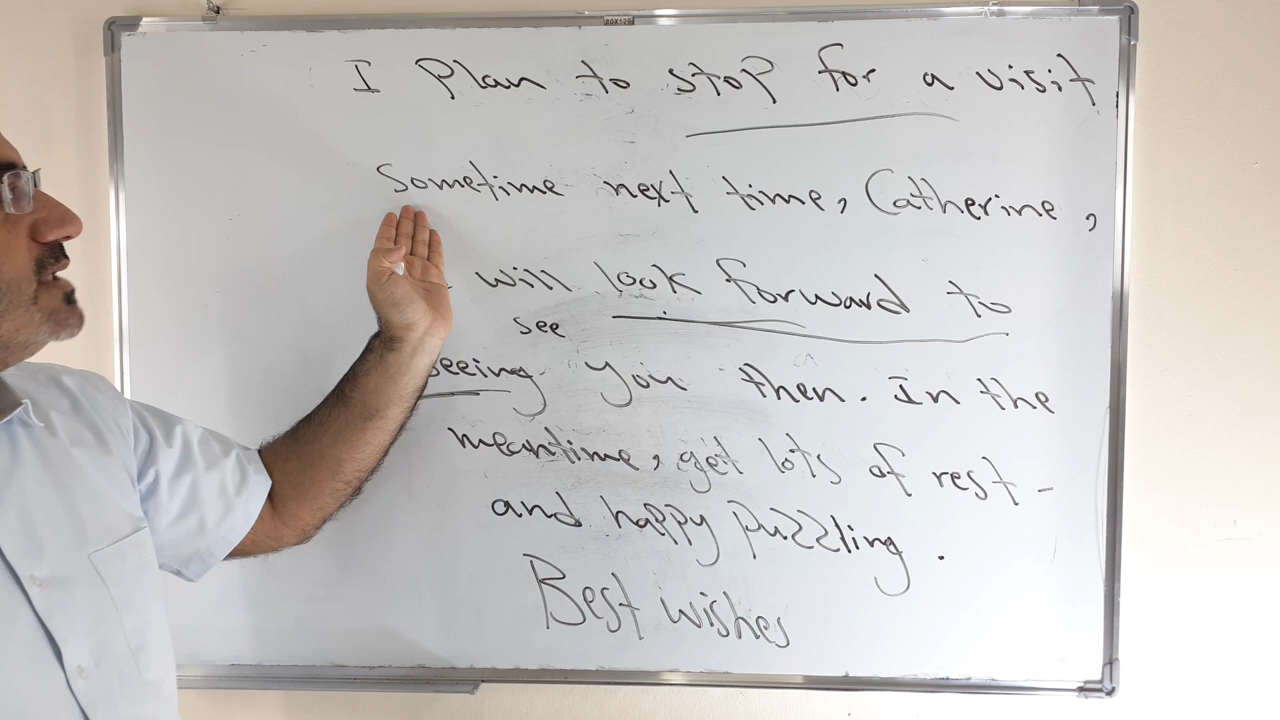 80X120
I Plan to stop for a visit
Sometime next time, Catherine,
will look forward to
see
seeing you then. In the
meantime, get lots of rest -
and happy puzzling.
Best wishes